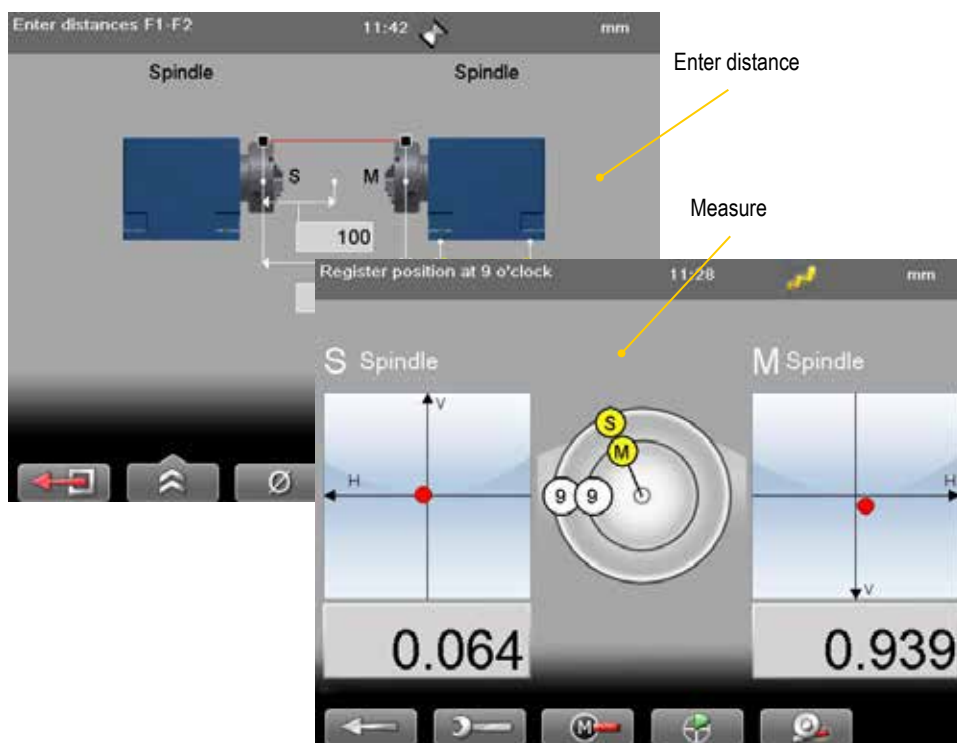 Enter distances F1-F2 11:42 mm
Spindle Spindle
Enter distance
S M
100
Measure
Register position at 9 o'clock 11:28 mm
S Spindle M Spindle
V
S
M
H 9 9 H
V
0.064 0.939
M